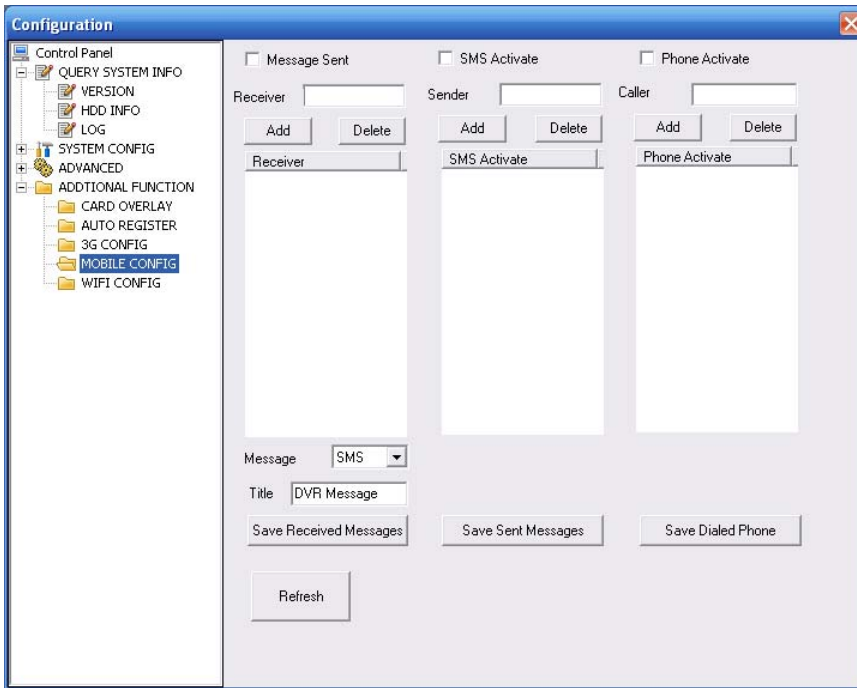 Configuration
Control Panel
QUERY SYSTEM INFO
VERSION
HDD INFO
LOG
SYSTEM CONFIG
ADVANCED
ADDTIONAL FUNCTION
CARD OVERLAY
AUTO REGISTER
3G CONFIG
MOBILE CONFIG
WIFI CONFIG
Message Sent
SMS Activate
Phone Activate
Receiver
Sender
Caller
Add
Delete
Add
Delete
Add
Delete
Receiver
SMS Activate
Phone Activate
Message
SMS
Title
DVR Message
Save Received Messages
Save Sent Messages
Save Dialed Phone
Refresh